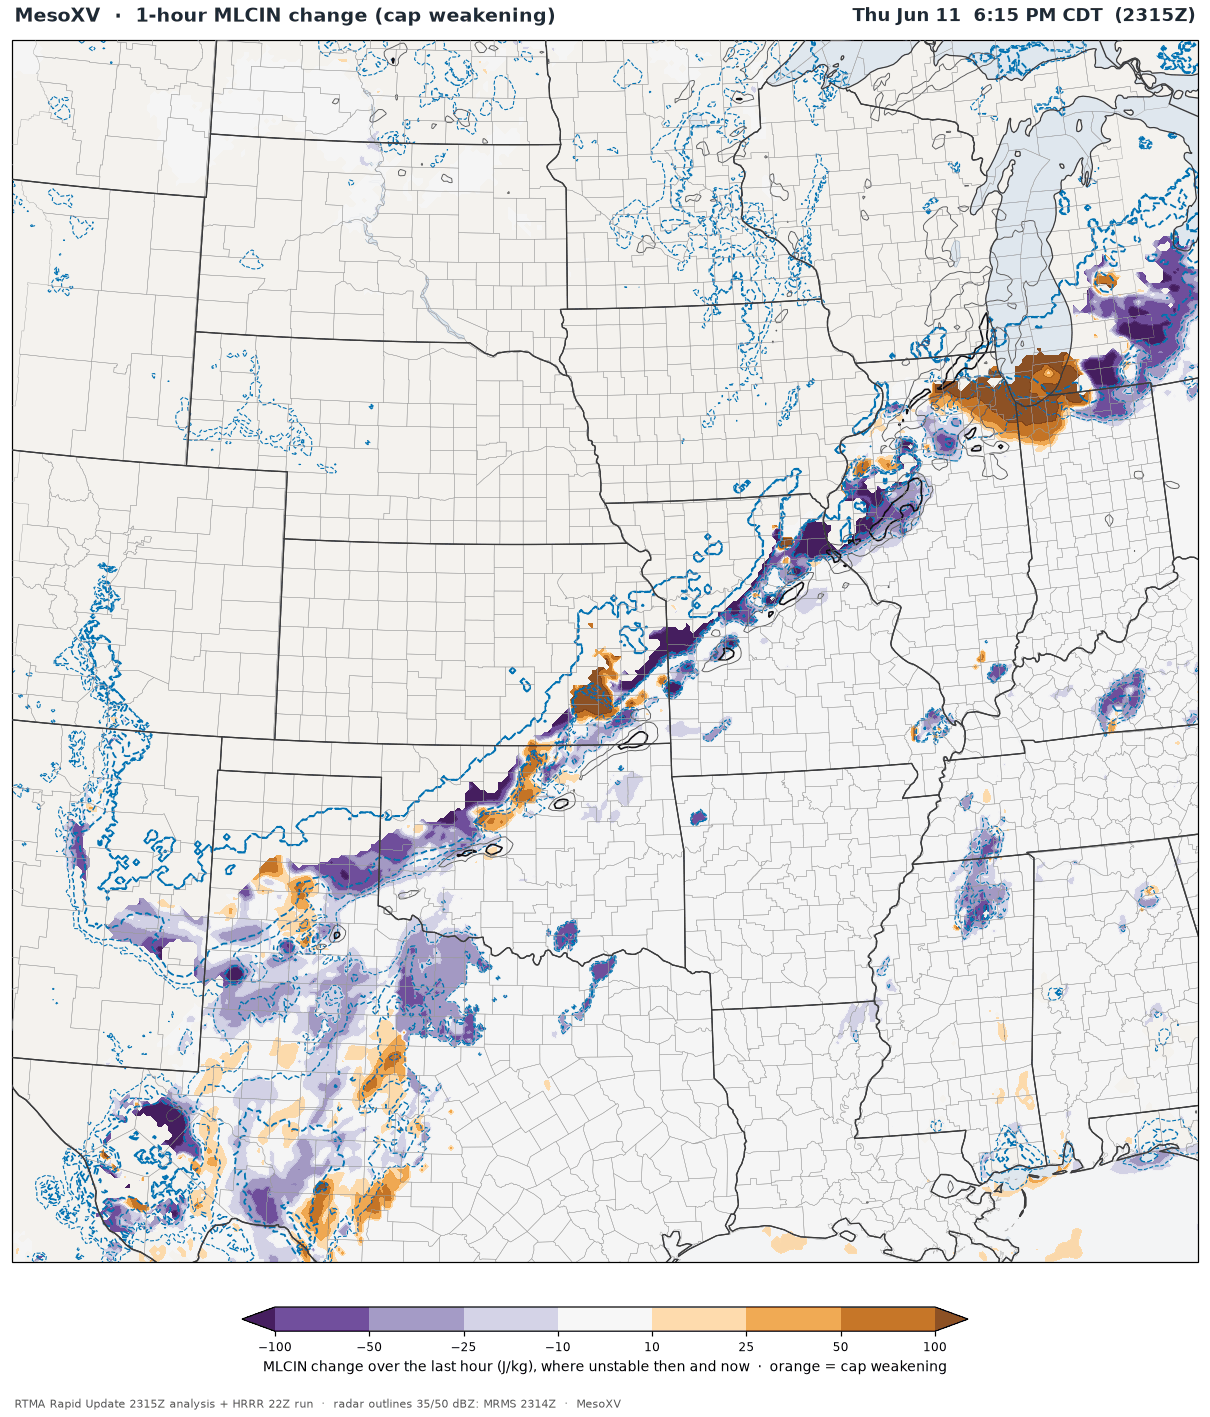 MesoXV · 1-hour MLCIN change (cap weakening)
Thu Jun 11 6:15 PM CDT (2315Z)
−100 −50 −25 −10 10 25 50 100
MLCIN change over the last hour (J/kg), where unstable then and now · orange = cap weakening
RTMA Rapid Update 2315Z analysis + HRRR 22Z run · radar outlines 35/50 dBZ: MRMS 2314Z · MesoXV